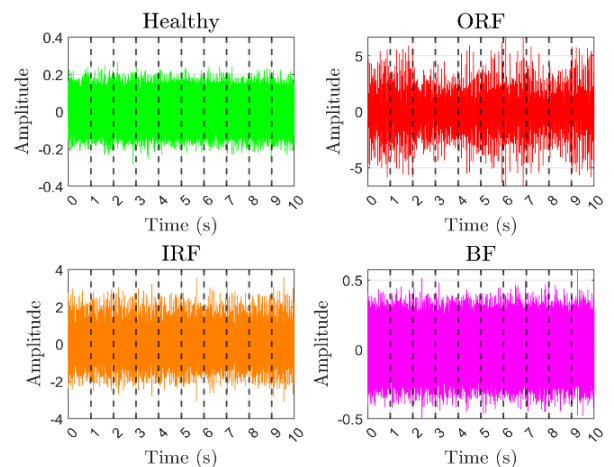 Healthy
Amplitude
0.4
0.2
0
-0.2
-0.4
0 1 2 3 4 5 6 7 8 9 10
Time (s)
ORF
Amplitude
5
0
-5
0 1 2 3 4 5 6 7 8 9 10
Time (s)
IRF
Amplitude
4
2
0
-2
-4
0 1 2 3 4 5 6 7 8 9 10
Time (s)
BF
Amplitude
0.5
0
-0.5
0 1 2 3 4 5 6 7 8 9 10
Time (s)